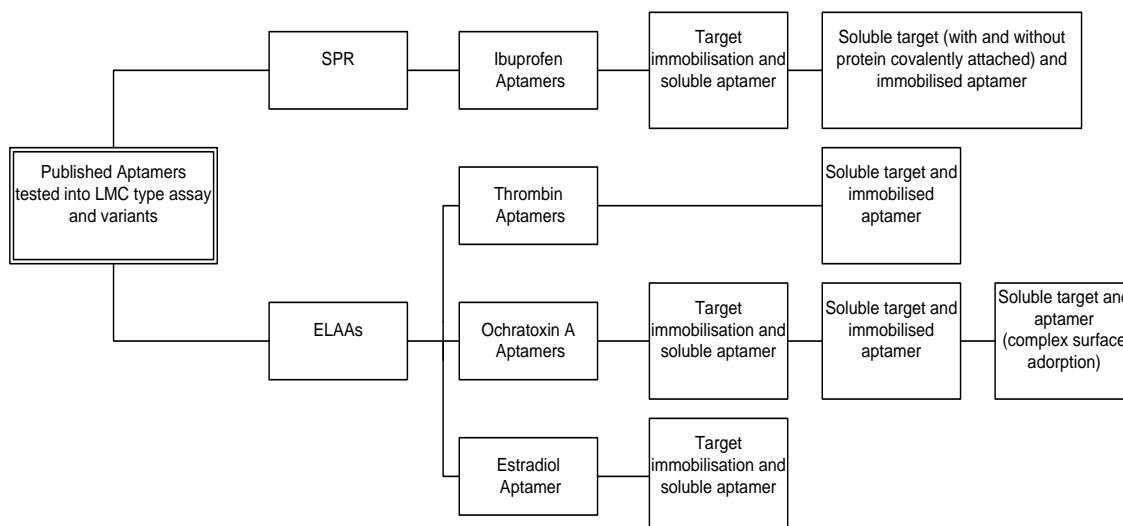 SPR
Ibuprofen
Aptamers
Target
immobilisation and
soluble aptamer
Soluble target (with and without
protein covalently attached) and
immobilised aptamer
Published Aptamers
tested into LMC type assay
and variants
Thrombin
Aptamers
Soluble target and
immobilised
aptamer
ELAAs
Ochratoxin A
Aptamers
Target
immobilisation and
soluble aptamer
Soluble target and
immobilised
aptamer
Soluble target and
aptamer
(complex surface
adorption)
Estradiol
Aptamer
Target
immobilisation and
soluble aptamer